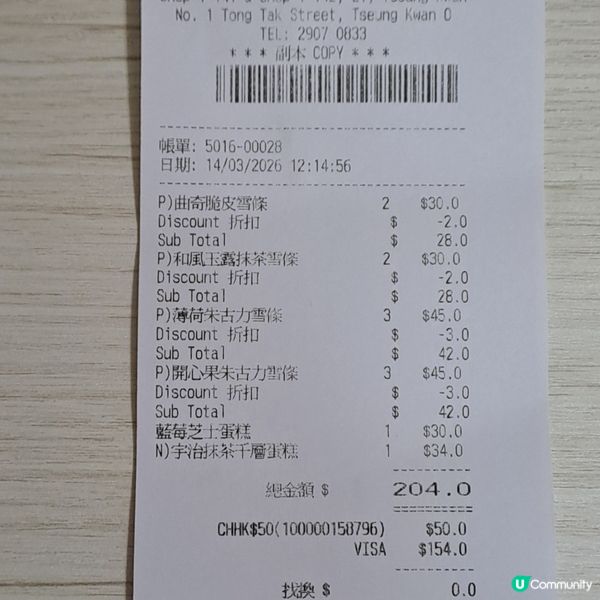 No. 1 Tong Tak Street, Tseung Kwan O
TEL: 2907 0833
* * * 副本 COPY * * *
帳單: 5016-00028
日期: 14/03/2026 12:14:56
P)曲奇脆皮雪條 2 $30.0
Discount 折扣 $ -2.0
Sub Total $ 28.0
P)和風玉露抹茶雪條 2 $30.0
Discount 折扣 $ -2.0
Sub Total $ 28.0
P)薄荷朱古力雪條 3 $45.0
Discount 折扣 $ -3.0
Sub Total $ 42.0
P)開心果朱古力雪條 3 $45.0
Discount 折扣 $ -3.0
Sub Total $ 42.0
藍莓芝士蛋糕 1 $30.0
N)宇治抹茶千層蛋糕 1 $34.0
總金額 $ 204.0
CHHK$50(100000158796) $50.0
VISA $154.0
找換 $ 0.0
U Community